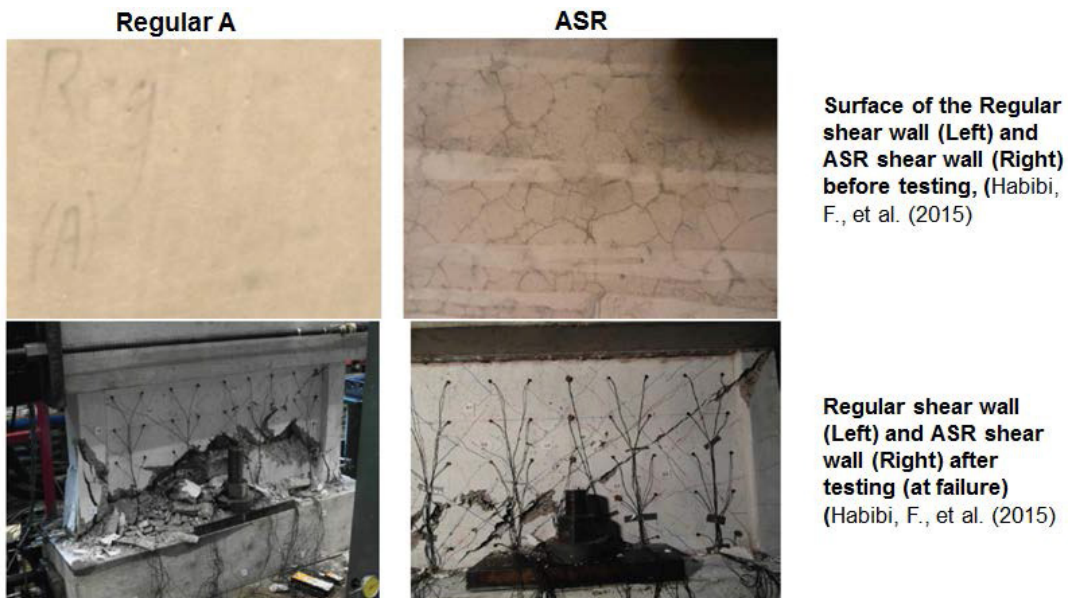 Regular A
ASR
Reg
(A)
Surface of the Regular
shear wall (Left) and
ASR shear wall (Right)
before testing, (Habibi,
F., et al. (2015)
Regular shear wall
(Left) and ASR shear
wall (Right) after
testing (at failure)
(Habibi, F., et al. (2015)